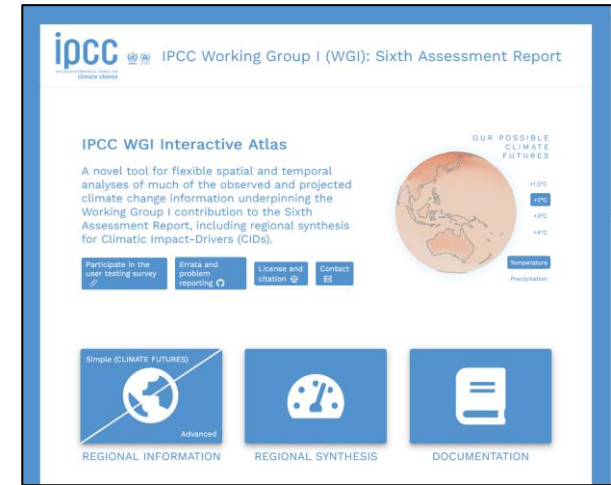 ipcc
INTERGOVERNMENTAL PANEL ON
climate change
IPCC Working Group I (WGI): Sixth Assessment Report
IPCC WGI Interactive Atlas
A novel tool for flexible spatial and temporal
analyses of much of the observed and projected
climate change information underpinning the
Working Group I contribution to the Sixth
Assessment Report, including regional synthesis
for Climatic Impact-Drivers (CIDs).
Participate in the
user testing survey
Errata and
problem
reporting
License and
citation
Contact
OUR POSSIBLE
CLIMATE
FUTURES
+1.5°C
+2°C
+3°C
+4°C
Temperature
Precipitation
Simple (CLIMATE FUTURES)
Advanced
REGIONAL INFORMATION
REGIONAL SYNTHESIS
DOCUMENTATION